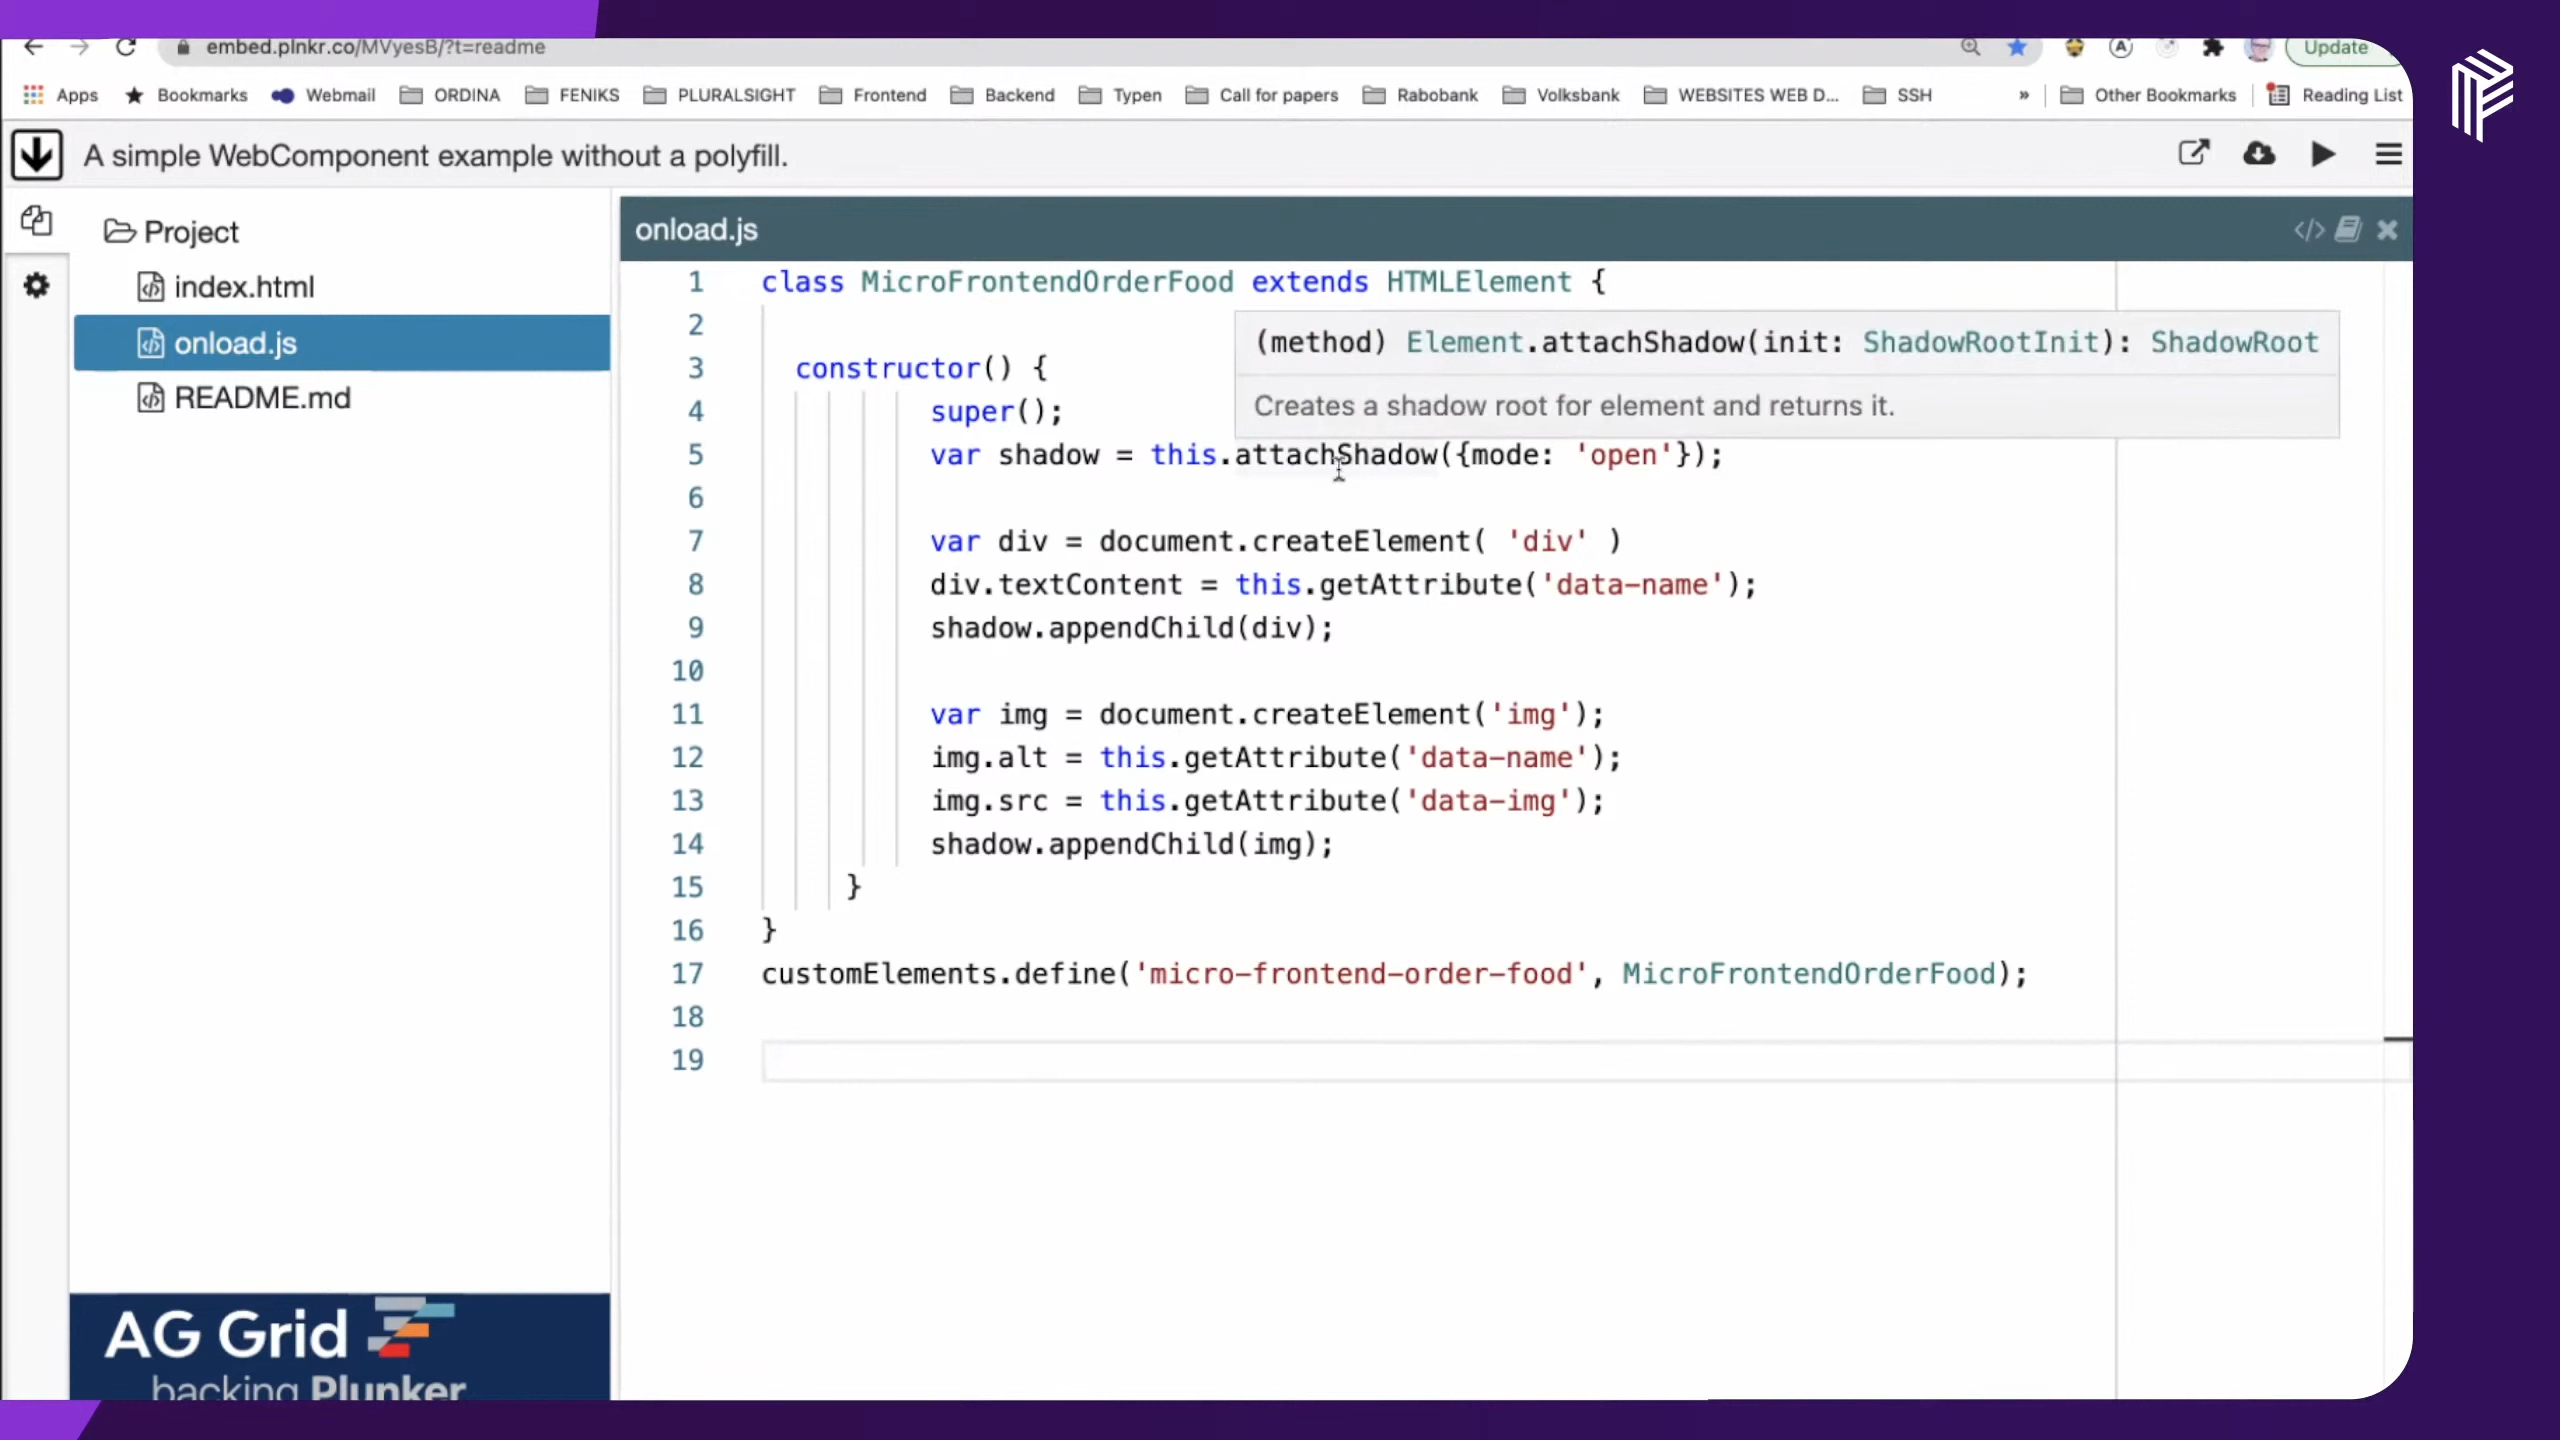 embed.plnkr.co/MVyesB/?t=readme
Update
Apps Bookmarks Webmail ORDINA FENIKS PLURALSIGHT Frontend Backend Typen Call for papers Rabobank Volksbank WEBSITES WEB D... SSH » Other Bookmarks Reading List
A simple WebComponent example without a polyfill.
Project
index.html
onload.js
README.md
AG Grid
backing Plunker
onload.js
1 class MicroFrontendOrderFood extends HTMLElement {
2
(method) Element.attachShadow(init: ShadowRootInit): ShadowRoot
Creates a shadow root for element and returns it.
3 constructor() {
4 super();
5 var shadow = this.attachShadow({mode: 'open'});
6
7 var div = document.createElement( 'div' )
8 div.textContent = this.getAttribute('data-name');
9 shadow.appendChild(div);
10
11 var img = document.createElement('img');
12 img.alt = this.getAttribute('data-name');
13 img.src = this.getAttribute('data-img');
14 shadow.appendChild(img);
15 }
16 }
17 customElements.define('micro-frontend-order-food', MicroFrontendOrderFood);
18
19